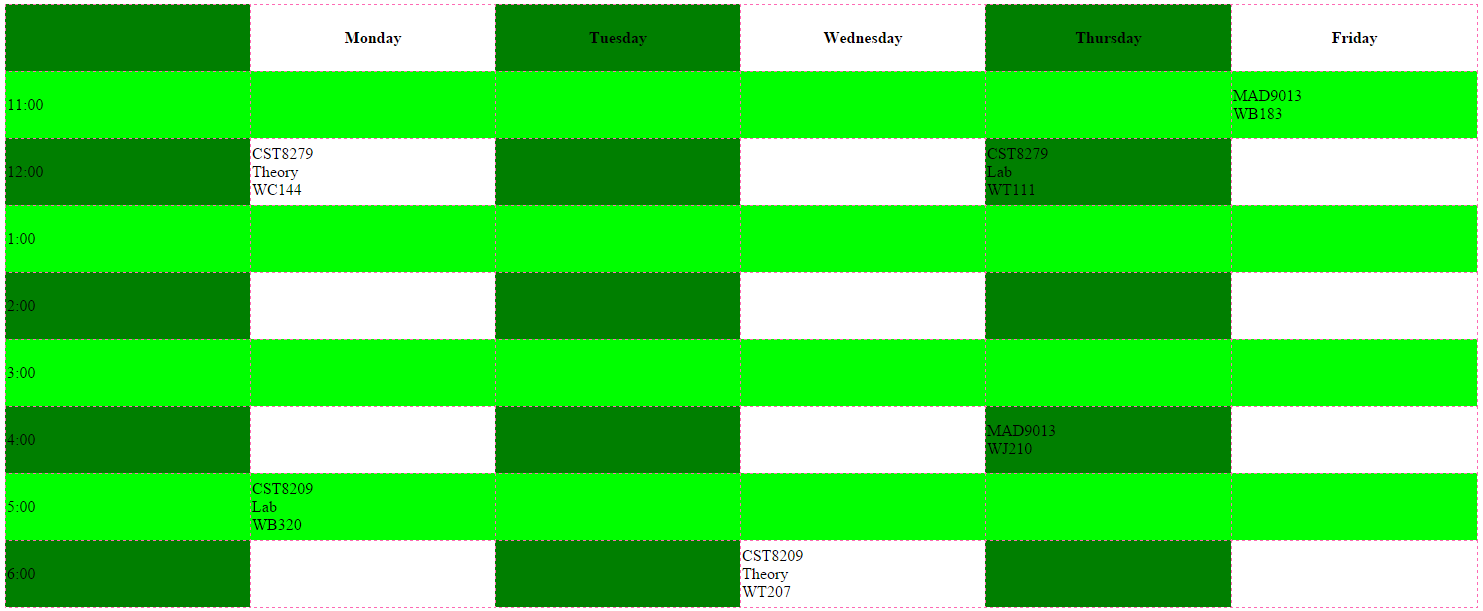 Monday
Tuesday
Wednesday
Thursday
Friday
11:00
MAD9013
WB183
12:00
CST8279
Theory
WC144
CST8279
Lab
WT111
1:00
2:00
3:00
4:00
MAD9013
WJ210
5:00
CST8209
Lab
WB320
6:00
CST8209
Theory
WT207